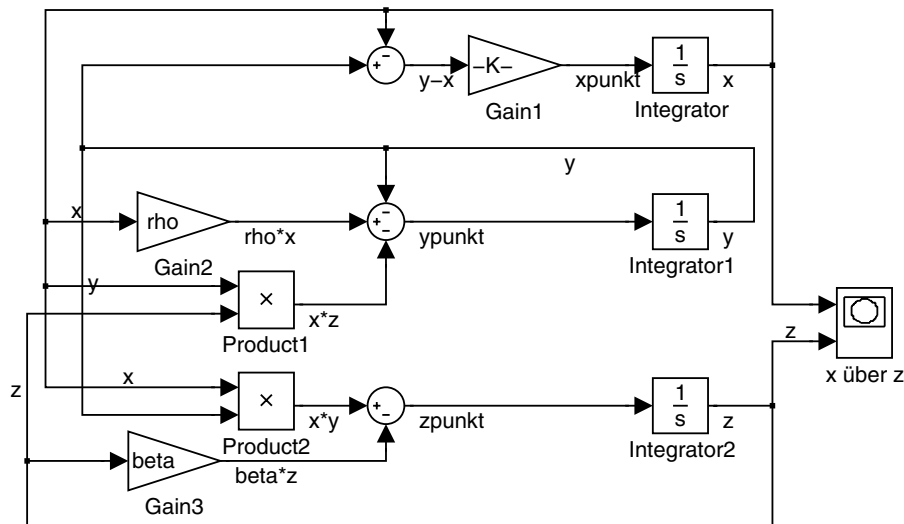 y−x
−K−
Gain1
xpunkt
1
s
Integrator
x
y
x
rho
Gain2
rho*x
ypunkt
1
s
Integrator1
y
y
×
Product1
x*z
z
x
×
Product2
x*y
zpunkt
1
s
Integrator2
z
z
x über z
beta
Gain3
beta*z